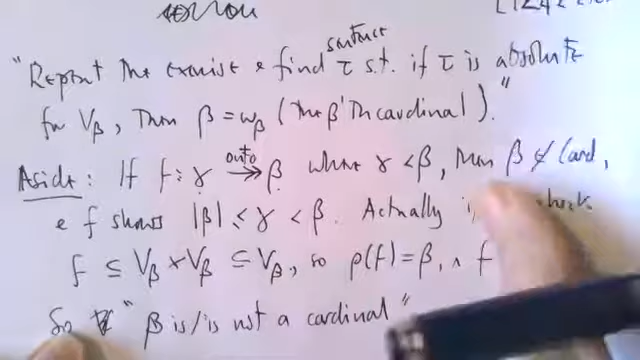 "Repeat the exercise & find sentence τ s.t. if τ is absolute
for Vβ, then β = ωβ (the β'th cardinal)."
Aside: If f: γ onto ↠ β where γ < β, then β ∉ Card,
& f shows |β| ≤ γ < β. Actually
f ⊆ Vβ × Vβ ⊆ Vβ, so ρ(f) = β, ∧ f
So "β is/is not a cardinal"